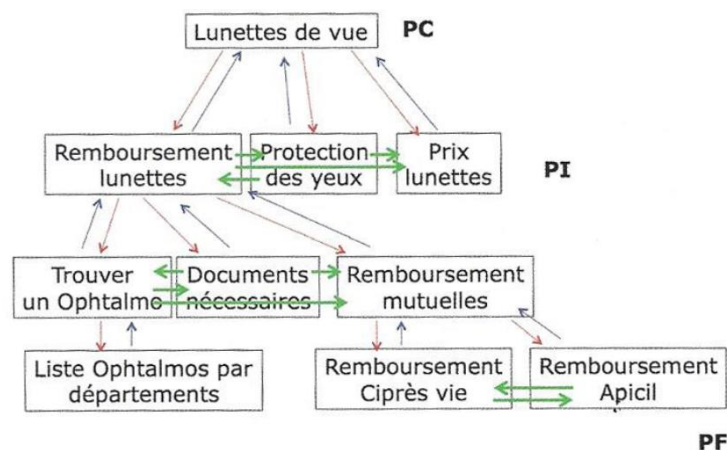 Lunettes de vue
PC
Remboursement
lunettes
Protection
des yeux
Prix
lunettes
PI
Trouver
un Ophtalmo
Documents
nécessaires
Remboursement
mutuelles
Liste Ophtalmos par
départements
Remboursement
Ciprès vie
Remboursement
Apicil
PF